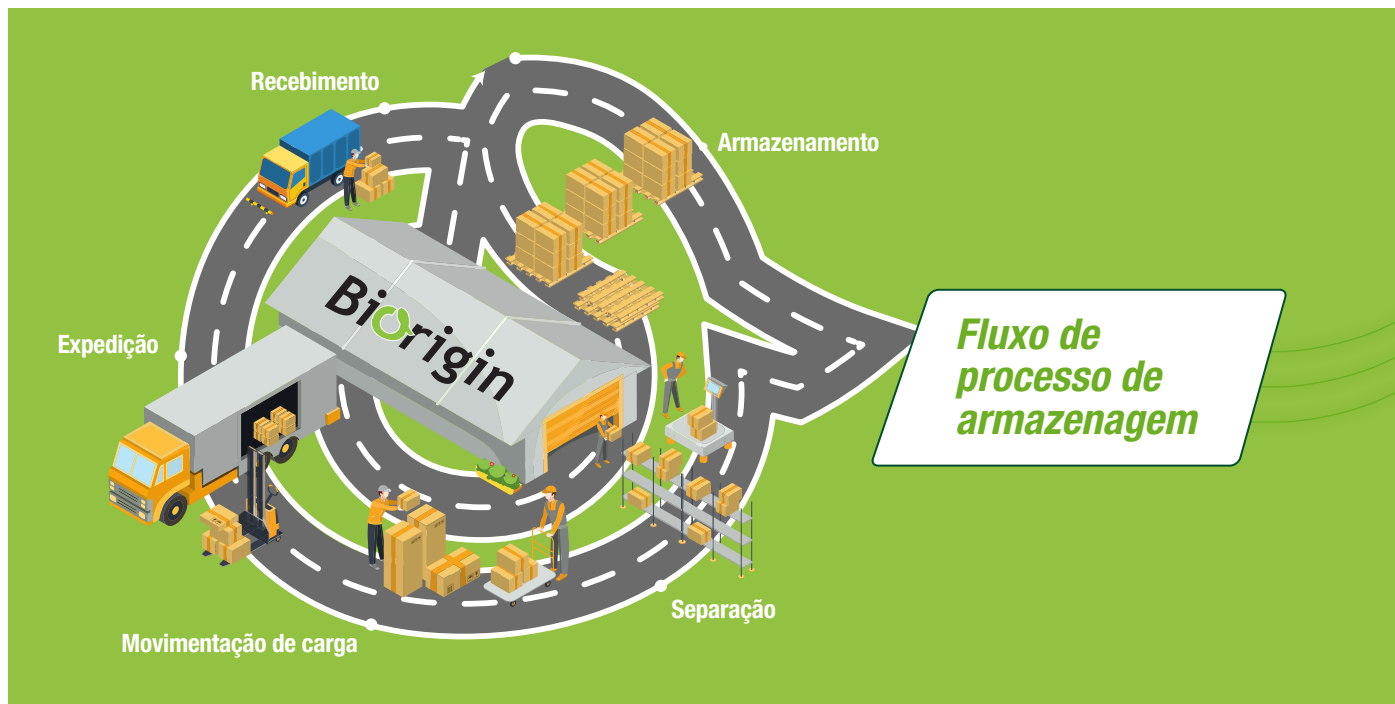 Recebimento
Armazenamento
Biorigin
Expedição
Fluxo de
processo de
armazenagem
Separação
Movimentação de carga